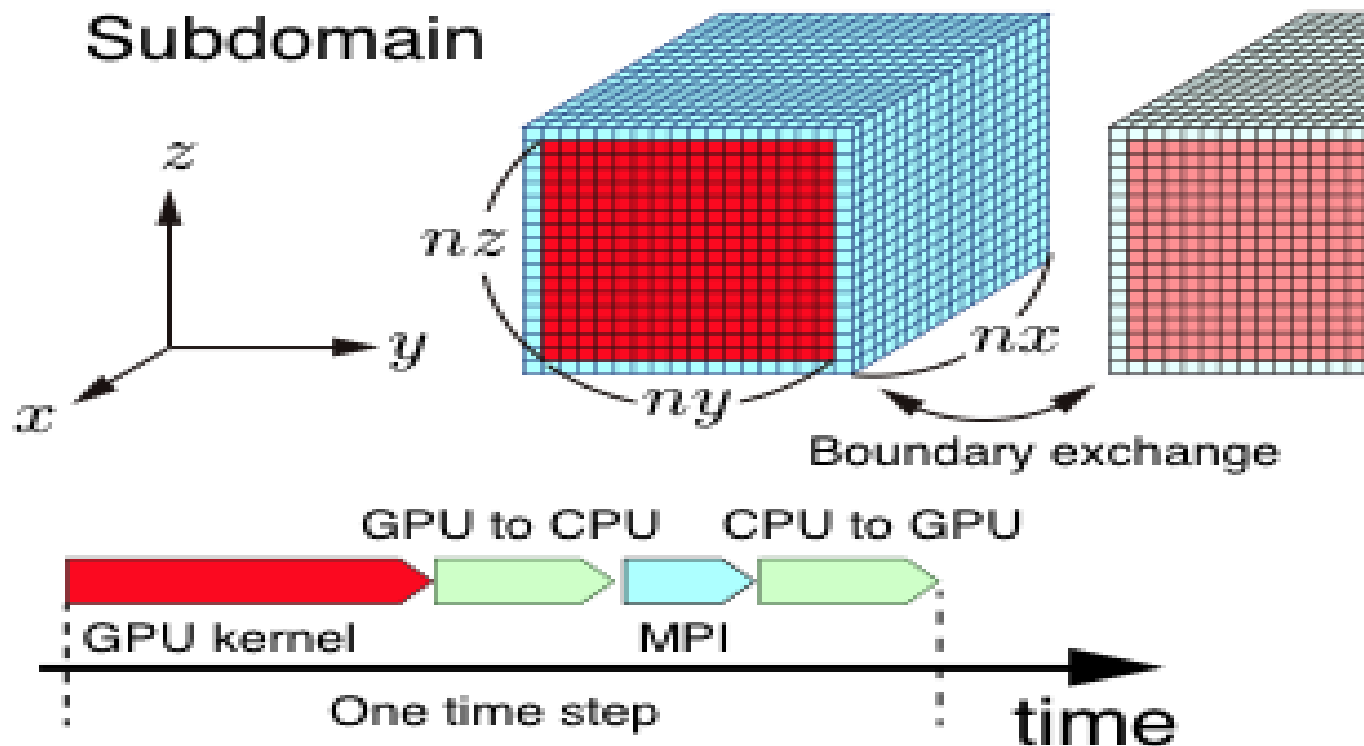 Subdomain
z
nz
y
nx
x
ny
Boundary exchange
GPU to CPU
CPU to GPU
GPU kernel
MPI
One time step
time